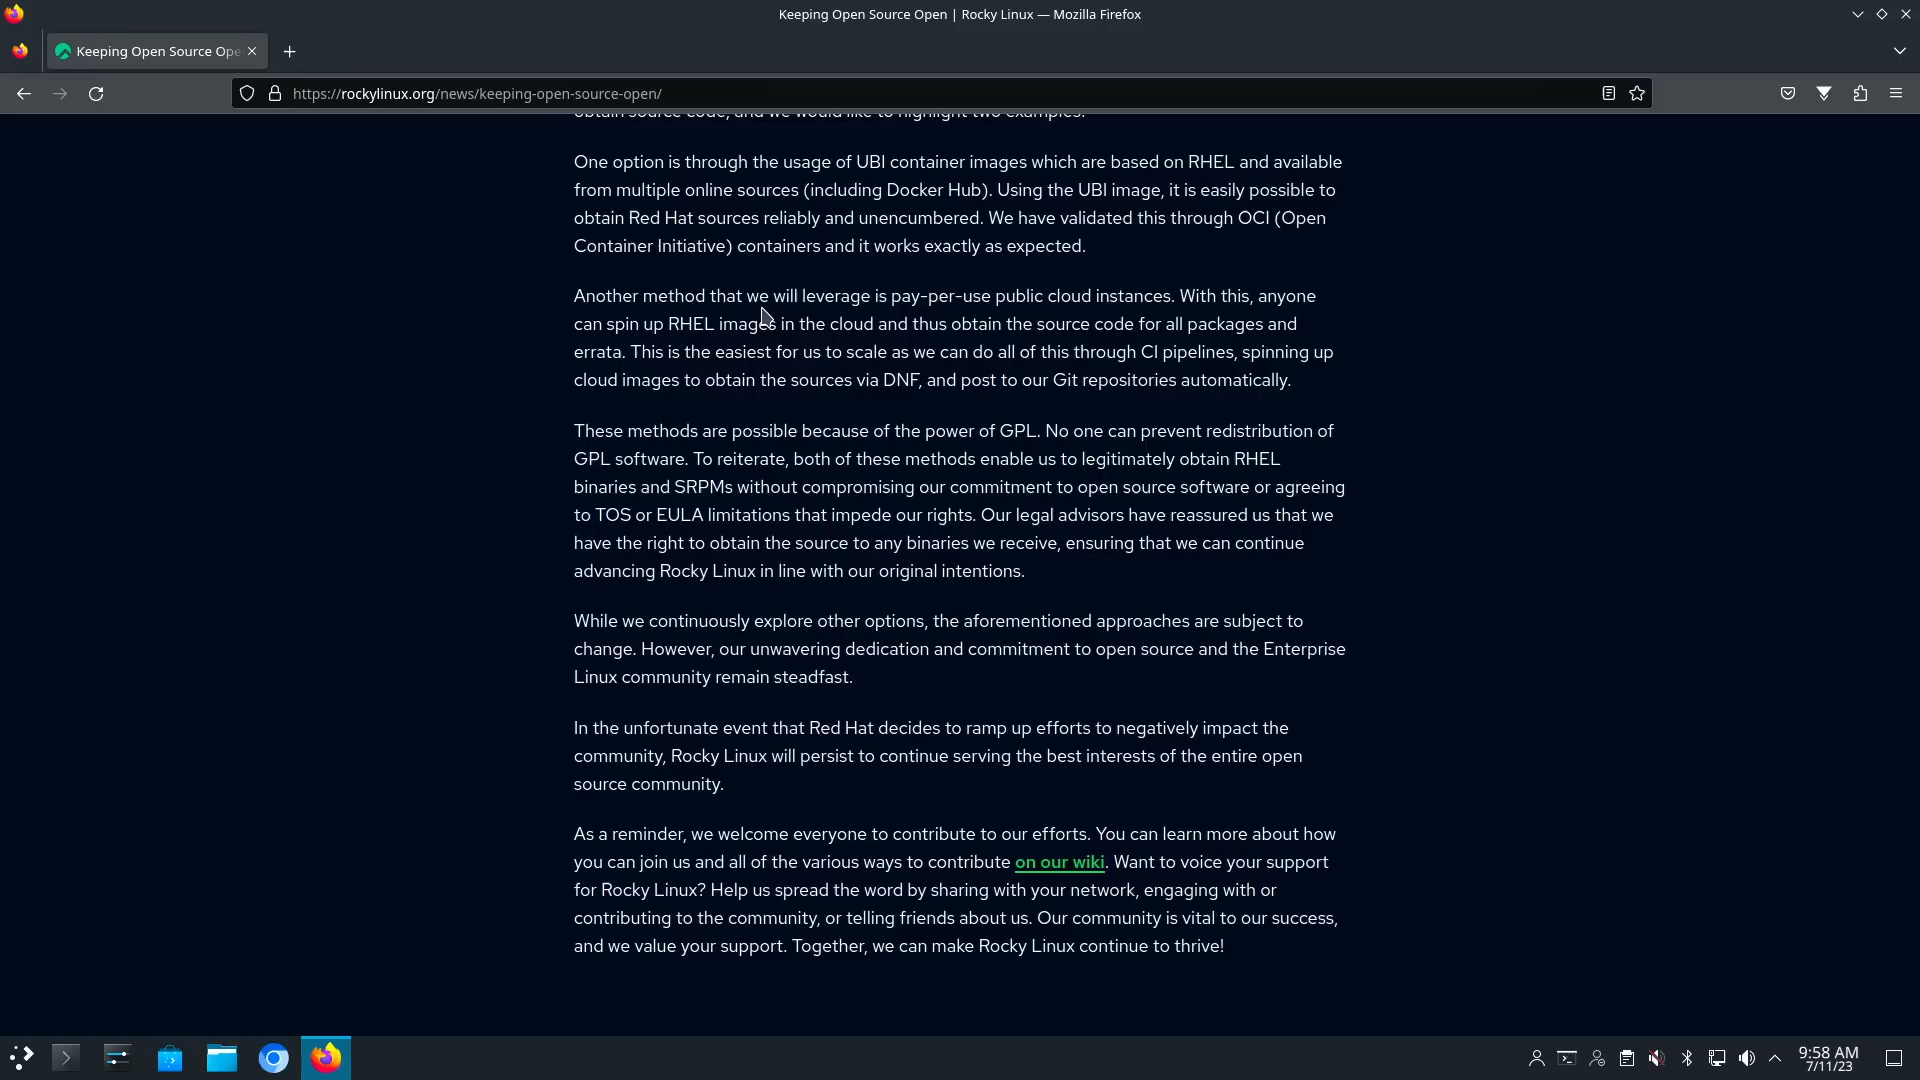 Keeping Open Source Open | Rocky Linux — Mozilla Firefox
Keeping Open Source Ope
https://rockylinux.org/news/keeping-open-source-open/
obtain source code, and we would like to highlight two examples.
One option is through the usage of UBI container images which are based on RHEL and available
from multiple online sources (including Docker Hub). Using the UBI image, it is easily possible to
obtain Red Hat sources reliably and unencumbered. We have validated this through OCI (Open
Container Initiative) containers and it works exactly as expected.
Another method that we will leverage is pay-per-use public cloud instances. With this, anyone
can spin up RHEL images in the cloud and thus obtain the source code for all packages and
errata. This is the easiest for us to scale as we can do all of this through CI pipelines, spinning up
cloud images to obtain the sources via DNF, and post to our Git repositories automatically.
These methods are possible because of the power of GPL. No one can prevent redistribution of
GPL software. To reiterate, both of these methods enable us to legitimately obtain RHEL
binaries and SRPMs without compromising our commitment to open source software or agreeing
to TOS or EULA limitations that impede our rights. Our legal advisors have reassured us that we
have the right to obtain the source to any binaries we receive, ensuring that we can continue
advancing Rocky Linux in line with our original intentions.
While we continuously explore other options, the aforementioned approaches are subject to
change. However, our unwavering dedication and commitment to open source and the Enterprise
Linux community remain steadfast.
In the unfortunate event that Red Hat decides to ramp up efforts to negatively impact the
community, Rocky Linux will persist to continue serving the best interests of the entire open
source community.
As a reminder, we welcome everyone to contribute to our efforts. You can learn more about how
you can join us and all of the various ways to contribute on our wiki. Want to voice your support
for Rocky Linux? Help us spread the word by sharing with your network, engaging with or
contributing to the community, or telling friends about us. Our community is vital to our success,
and we value your support. Together, we can make Rocky Linux continue to thrive!
9:58 AM
7/11/23